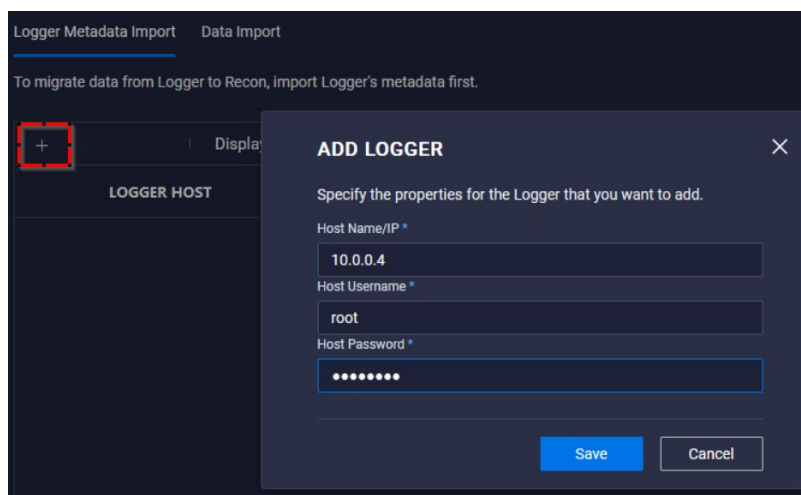 Logger Metadata Import Data Import
To migrate data from Logger to Recon, import Logger's metadata first.
+ Display
LOGGER HOST
ADD LOGGER
Specify the properties for the Logger that you want to add.
Host Name/IP *
10.0.0.4
Host Username *
root
Host Password *
••••••••
Save Cancel